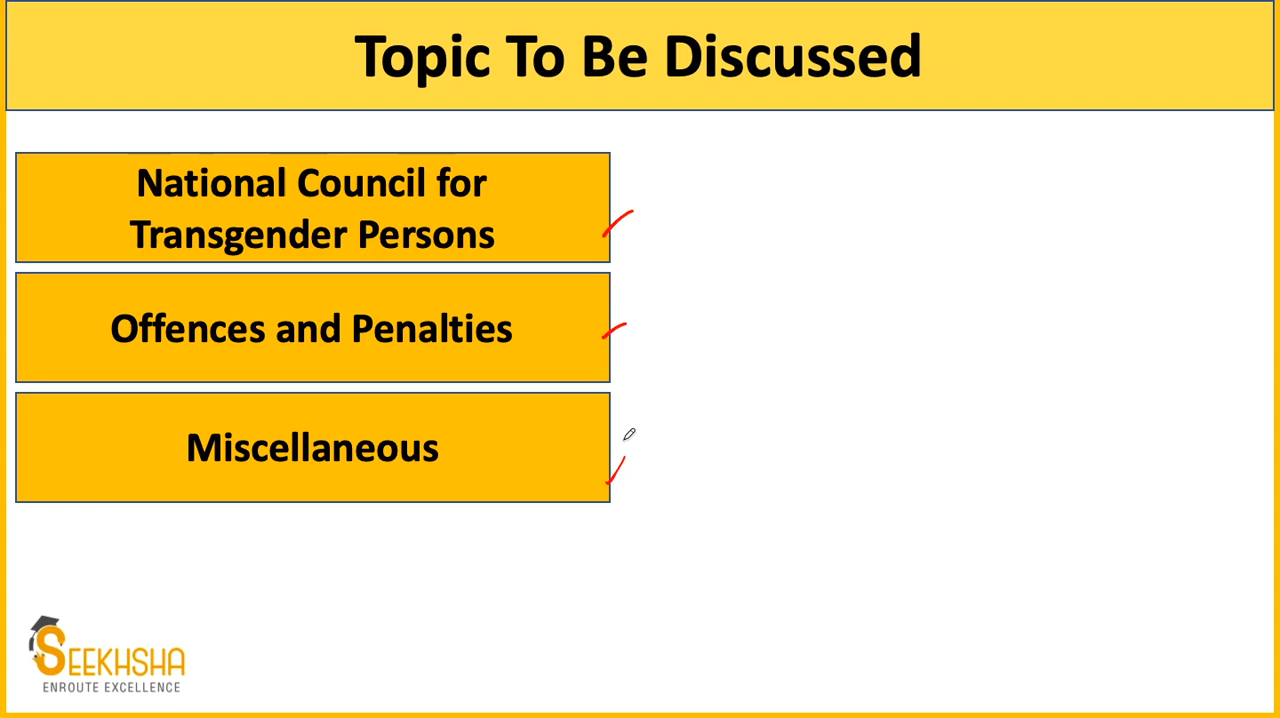 Topic To Be Discussed
National Council for
Transgender Persons
Offences and Penalties
Miscellaneous
SEEKHSHA
ENROUTE EXCELLENCE